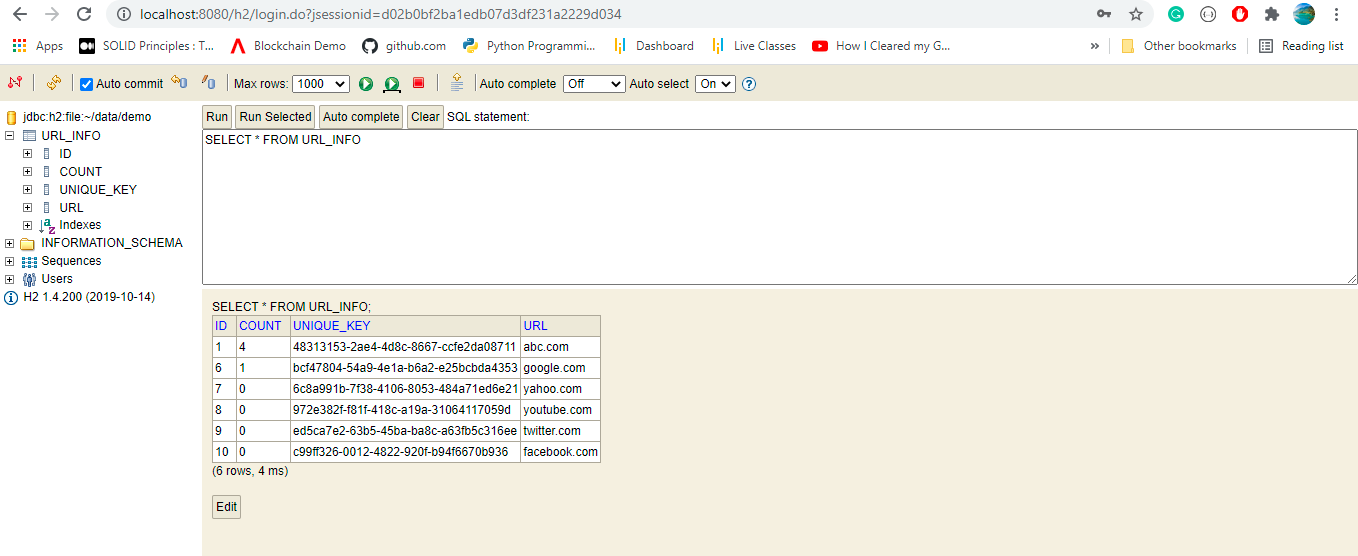 localhost:8080/h2/login.do?jsessionid=d02b0bf2ba1edb07d3df231a2229d034
Apps SOLID Principles : T... Blockchain Demo github.com Python Programmi... Dashboard Live Classes How I Cleared my G... » Other bookmarks Reading list
Auto commit Max rows: 1000 Auto complete Off Auto select On
jdbc:h2:file:~/data/demo
URL_INFO
ID
COUNT
UNIQUE_KEY
URL
Indexes
INFORMATION_SCHEMA
Sequences
Users
H2 1.4.200 (2019-10-14)
Run Run Selected Auto complete Clear SQL statement:
SELECT * FROM URL_INFO
SELECT * FROM URL_INFO;
ID COUNT UNIQUE_KEY URL
1 4 48313153-2ae4-4d8c-8667-ccfe2da08711 abc.com
6 1 bcf47804-54a9-4e1a-b6a2-e25bcbda4353 google.com
7 0 6c8a991b-7f38-4106-8053-484a71ed6e21 yahoo.com
8 0 972e382f-f81f-418c-a19a-31064117059d youtube.com
9 0 ed5ca7e2-63b5-45ba-ba8c-a63fb5c316ee twitter.com
10 0 c99ff326-0012-4822-920f-b94f6670b936 facebook.com
(6 rows, 4 ms)
Edit